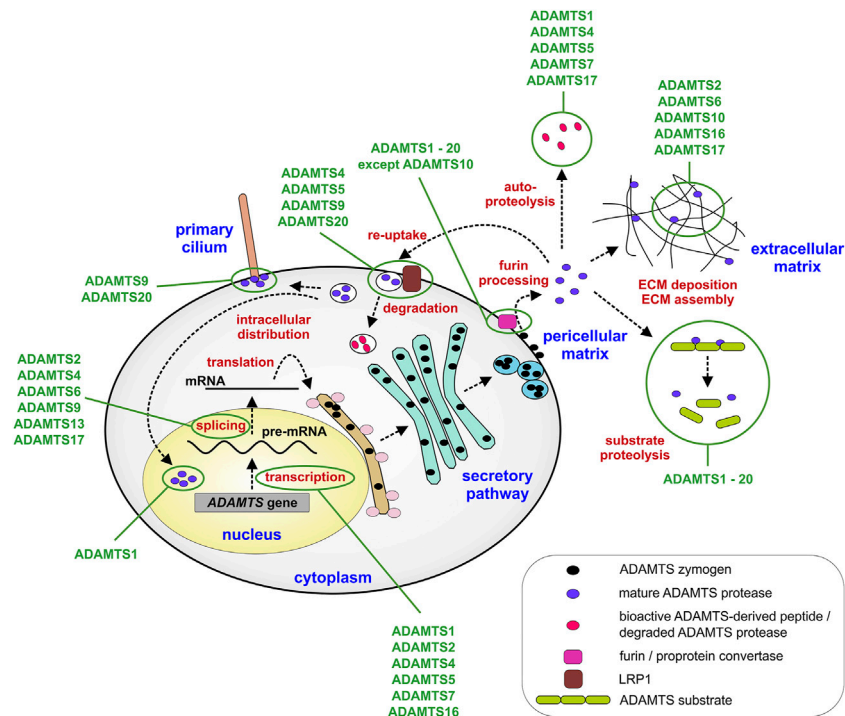 ADAMTS1
ADAMTS4
ADAMTS5
ADAMTS7
ADAMTS17
ADAMTS2
ADAMTS6
ADAMTS10
ADAMTS16
ADAMTS17
ADAMTS1 - 20
except ADAMTS10
ADAMTS4
ADAMTS5
ADAMTS9
ADAMTS20
auto-
proteolysis
primary
cilium
re-uptake
extracellular
matrix
furin
processing
ADAMTS9
ADAMTS20
ECM deposition
ECM assembly
degradation
intracellular
distribution
pericellular
matrix
ADAMTS2
ADAMTS4
ADAMTS6
ADAMTS9
ADAMTS13
ADAMTS17
translation
mRNA
splicing
pre-mRNA
substrate
proteolysis
secretory
pathway
transcription
ADAMTS1 - 20
ADAMTS gene
nucleus
ADAMTS1
cytoplasm
ADAMTS1
ADAMTS2
ADAMTS4
ADAMTS5
ADAMTS7
ADAMTS16
ADAMTS zymogen
mature ADAMTS protease
bioactive ADAMTS-derived peptide /
degraded ADAMTS protease
furin / proprotein convertase
LRP1
ADAMTS substrate